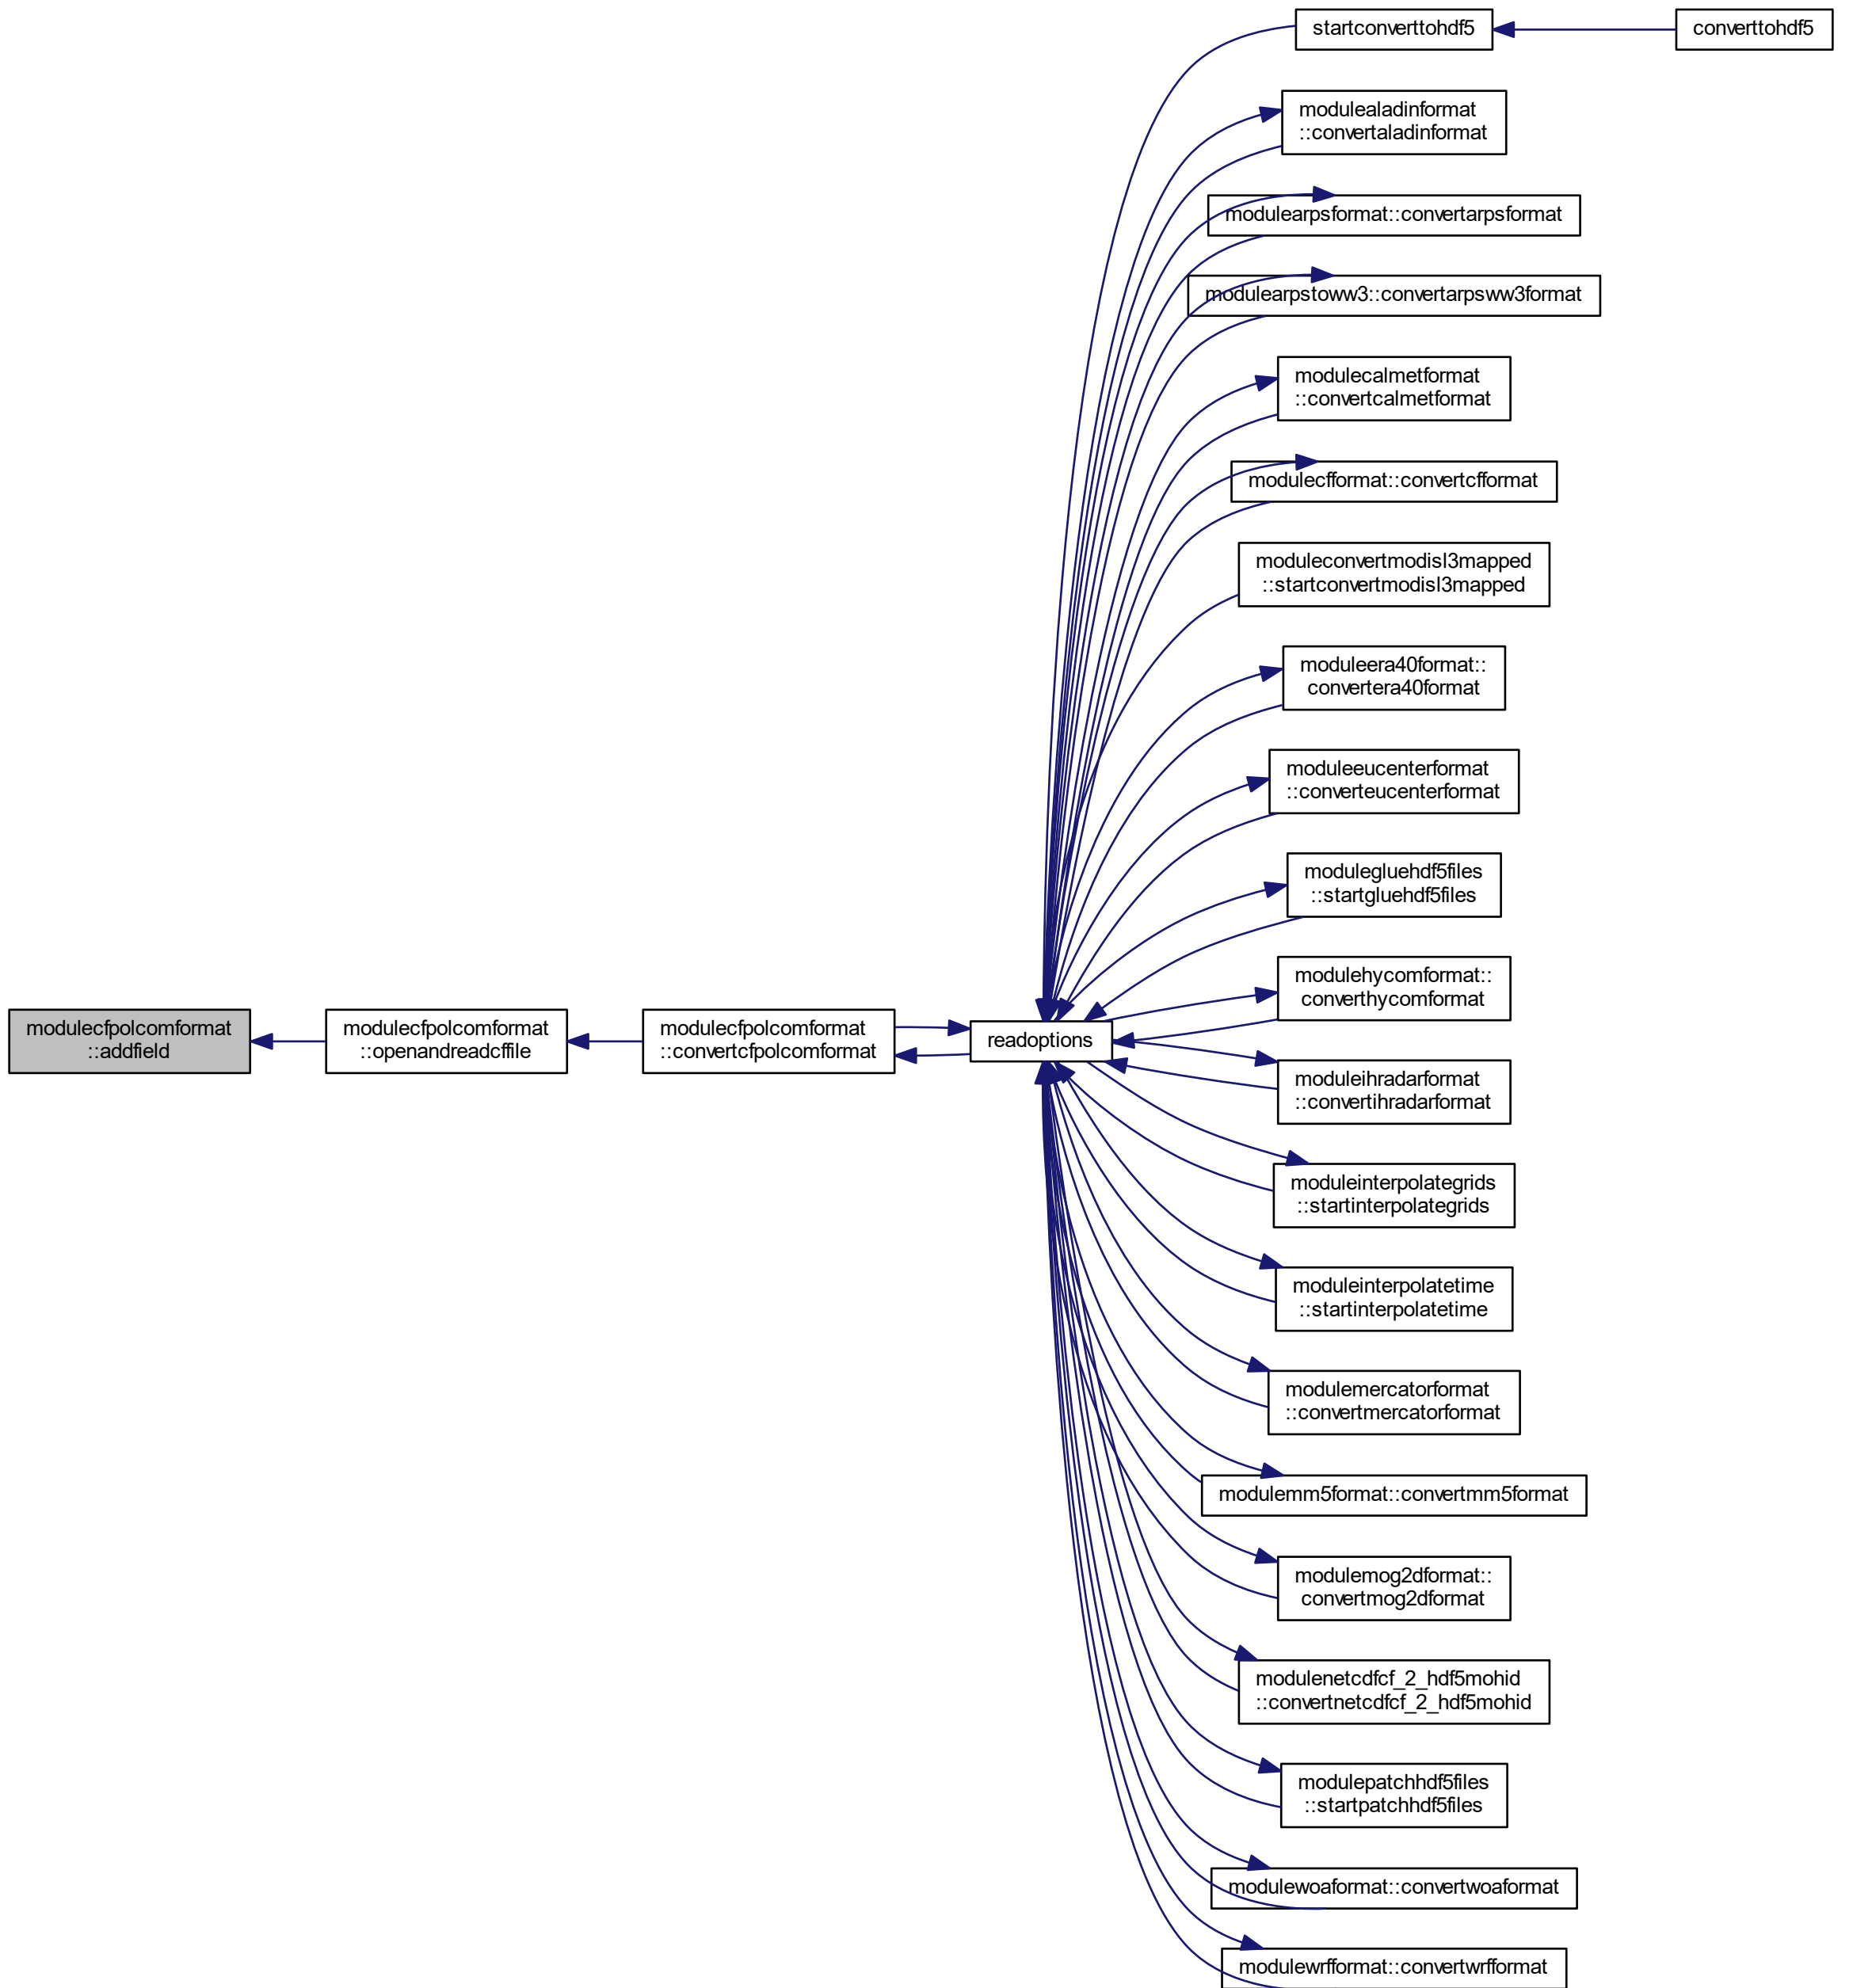 startconverttohdf5
converttohdf5
modulealadinformat
::convertaladinformat
modulearpsformat::convertarpsformat
modulearpstoww3::convertarpsww3format
modulecalmetformat
::convertcalmetformat
modulecfformat::convertcfformat
moduleconvertmodisl3mapped
::startconvertmodisl3mapped
moduleera40format::
convertera40format
moduleeucenterformat
::converteucenterformat
modulegluehdf5files
::startgluehdf5files
modulehycomformat::
converthycomformat
modulecfpolcomformat
::addfield
modulecfpolcomformat
::openandreadcffile
modulecfpolcomformat
::convertcfpolcomformat
readoptions
moduleihradarformat
::convertihradarformat
moduleinterpolategrids
::startinterpolategrids
moduleinterpolatetime
::startinterpolatetime
modulemercatorformat
::convertmercatorformat
modulemm5format::convertmm5format
modulemog2dformat::
convertmog2dformat
modulenetcdfcf_2_hdf5mohid
::convertnetcdfcf_2_hdf5mohid
modulepatchhdf5files
::startpatchhdf5files
modulewoaformat::convertwoaformat
modulewrfformat::convertwrfformat